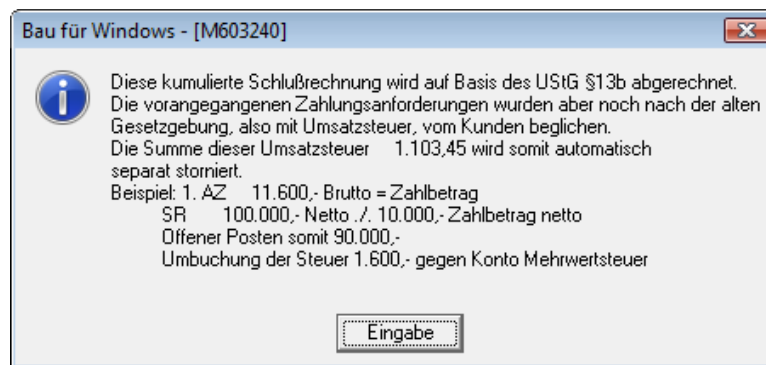 Bau für Windows - [M603240]
Diese kumulierte Schlußrechnung wird auf Basis des UStG §13b abgerechnet.
Die vorangegangenen Zahlungsanforderungen wurden aber noch nach der alten
Gesetzgebung, also mit Umsatzsteuer, vom Kunden beglichen.
Die Summe dieser Umsatzsteuer 1.103,45 wird somit automatisch
separat storniert.
Beispiel: 1. AZ 11.600,- Brutto = Zahlbetrag
SR 100.000,- Netto ./. 10.000,- Zahlbetrag netto
Offener Posten somit 90.000,-
Umbuchung der Steuer 1.600,- gegen Konto Mehrwertsteuer
Eingabe